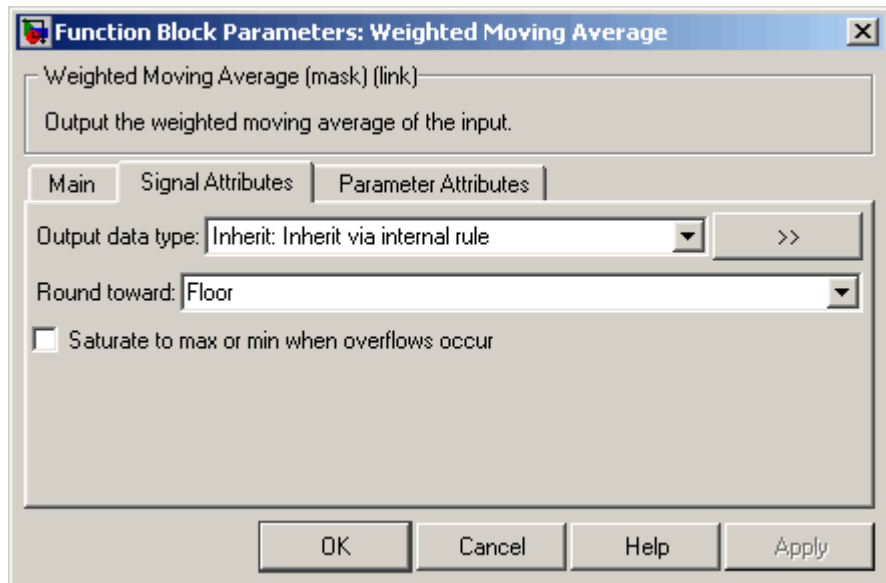 Function Block Parameters: Weighted Moving Average
Weighted Moving Average (mask) (link)
Output the weighted moving average of the input.
Main Signal Attributes Parameter Attributes
Output data type: Inherit: Inherit via internal rule >>
Round toward: Floor
Saturate to max or min when overflows occur
OK Cancel Help Apply